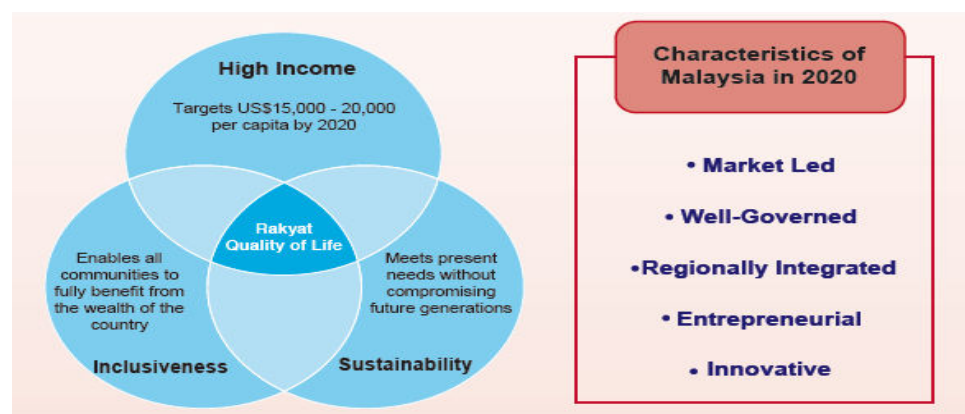 High Income
Targets US$15,000 - 20,000
per capita by 2020
Rakyat
Quality of Life
Enables all
communities to
fully benefit from
the wealth of the
country
Inclusiveness
Meets present
needs without
compromising
future generations
Sustainability
Characteristics of
Malaysia in 2020
• Market Led
• Well-Governed
•Regionally Integrated
• Entrepreneurial
• Innovative